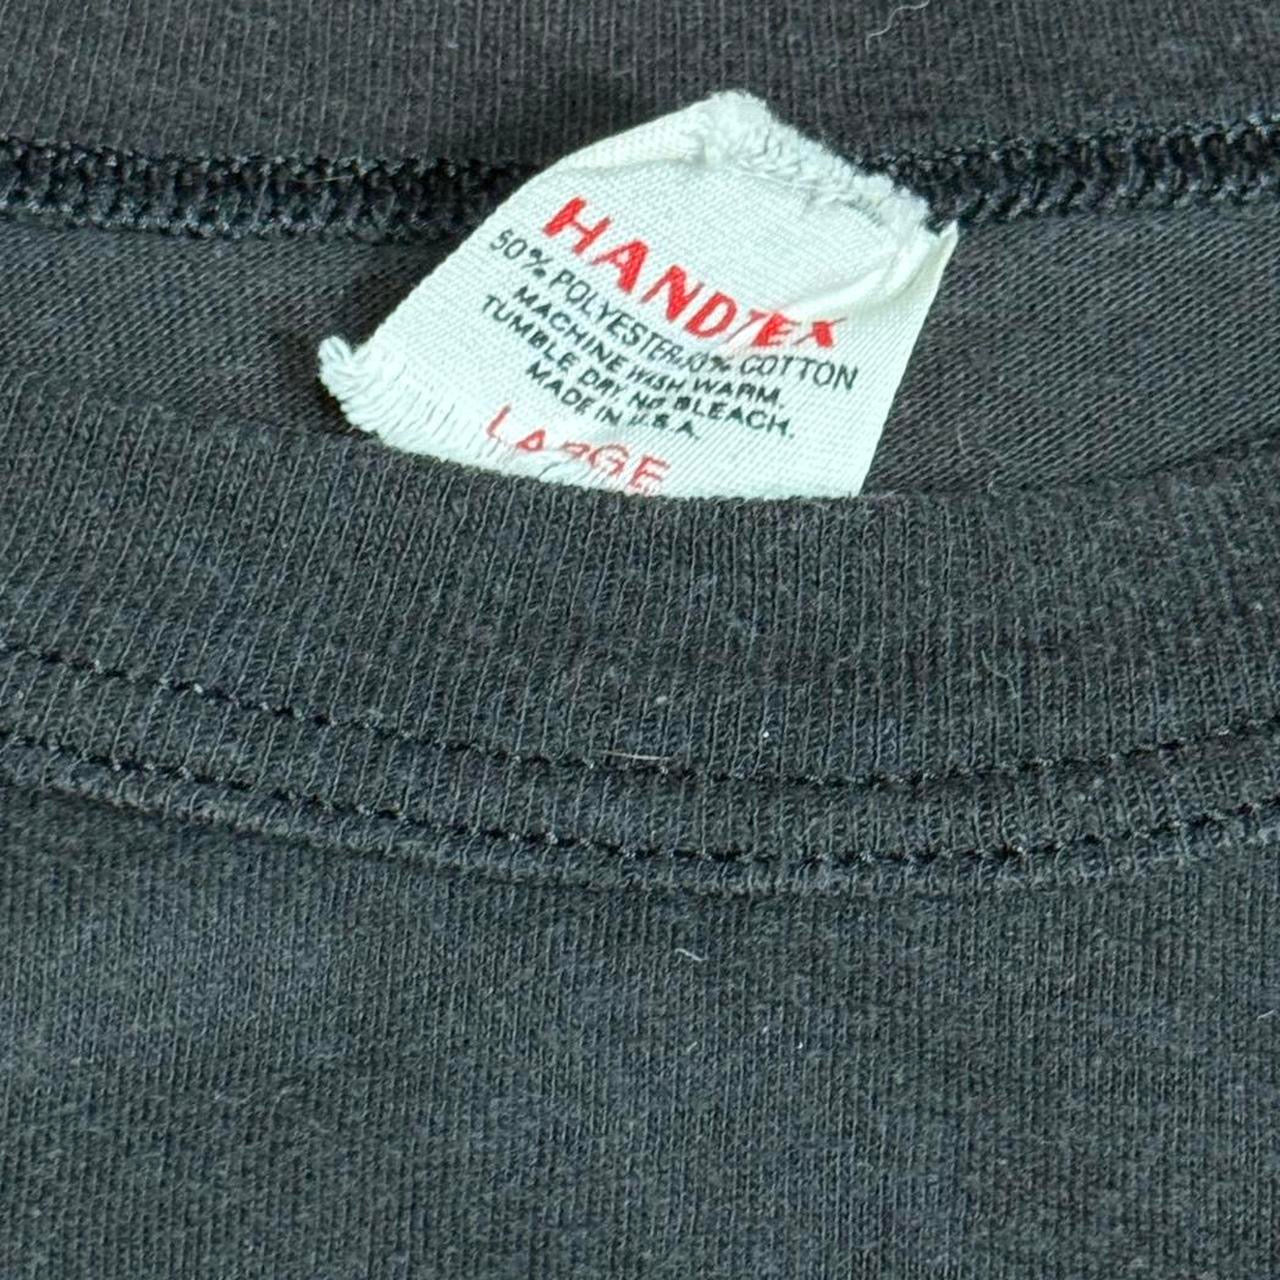 HANDTEX
50% POLYESTER 50% COTTON
MACHINE WASH WARM.
TUMBLE DRY. NO BLEACH.
MADE IN U.S.A.
LARGE